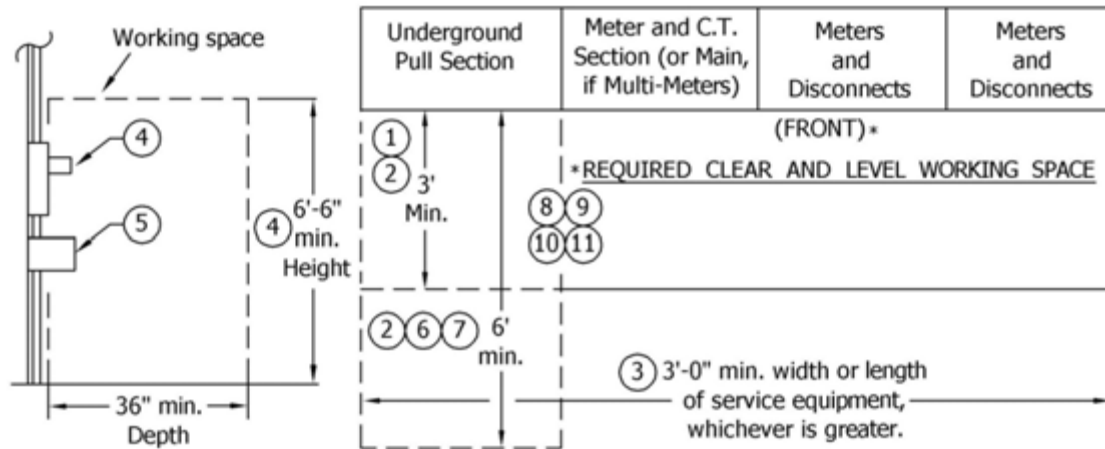 Working space
4
5
4
6'-6"
min.
Height
36" min.
Depth
Underground
Pull Section
Meter and C.T.
Section (or Main,
if Multi-Meters)
Meters
and
Disconnects
Meters
and
Disconnects
1
2
3'
Min.
(FRONT)*
*REQUIRED CLEAR AND LEVEL WORKING SPACE
8 9
10 11
2 6 7
6'
min.
3 3'-0" min. width or length
of service equipment,
whichever is greater.